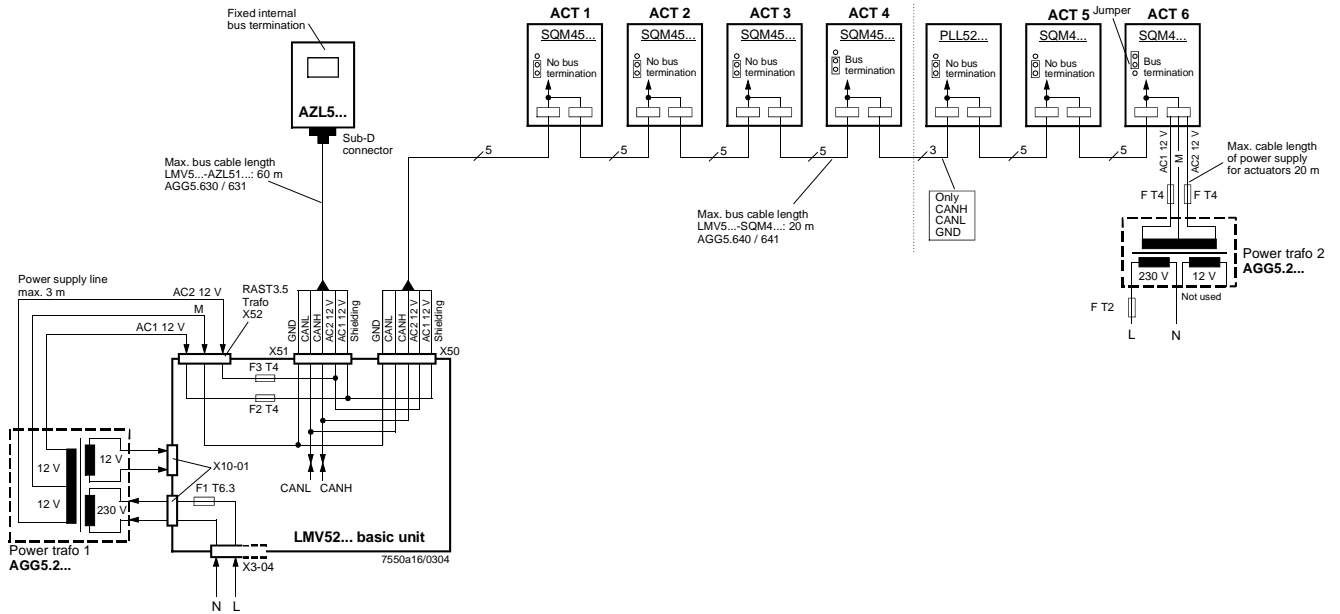 Fixed internal
bus termination
AZL5...
Sub-D
connector
Max. bus cable length
LMV5...-AZL51...: 60 m
AGG5.630 / 631
ACT 1
SQM45...
No bus
termination
ACT 2
SQM45...
No bus
termination
ACT 3
SQM45...
No bus
termination
ACT 4
SQM45...
Bus
termination
PLL52...
No bus
termination
ACT 5
SQM4...
No bus
termination
Jumper
ACT 6
SQM4...
Bus
termination
5
5
5
5
3
5
5
Only
CANH
CANL
GND
Max. bus cable length
LMV5...-SQM4...: 20 m
AGG5.640 / 641
AC1 12 V
M
AC2 12 V
Max. cable length
of power supply
for actuators 20 m
F T4
F T4
Power trafo 2
AGG5.2...
230 V
12 V
Not used
F T2
L
N
Power supply line
max. 3 m
AC2 12 V
M
AC1 12 V
RAST3.5
Trafo
X52
GND
CANL
CANH
AC2 12 V
AC1 12 V
Shielding
GND
CANL
CANH
AC2 12 V
AC1 12 V
Shielding
X51
X50
F3 T4
F2 T4
12 V
12 V
12 V
230 V
X10-01
F1 T6.3
CANL
CANH
LMV52... basic unit
7550a16/0304
Power trafo 1
AGG5.2...
X3-04
N
L